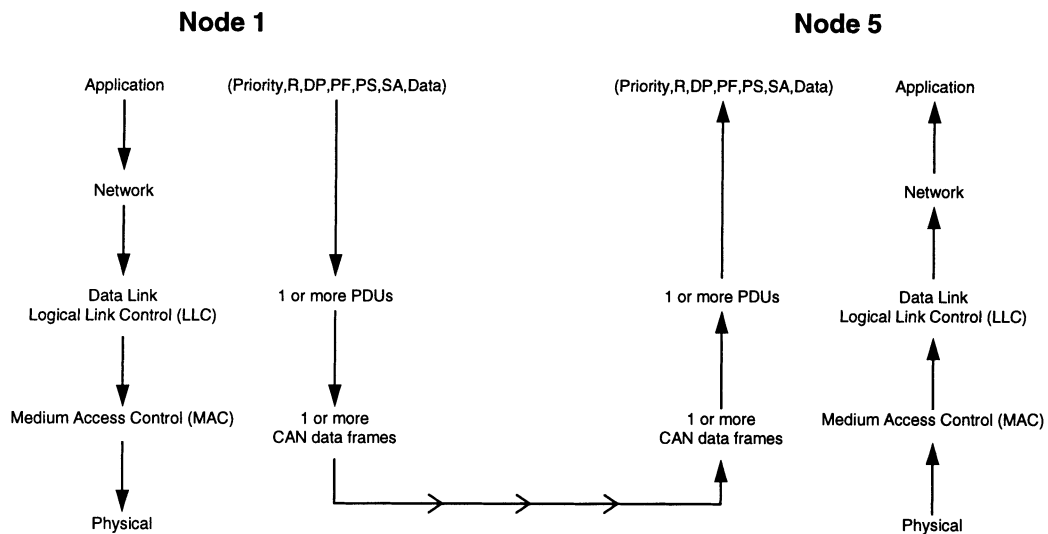 Node 1
Node 5
Application
(Priority,R,DP,PF,PS,SA,Data)
(Priority,R,DP,PF,PS,SA,Data)
Application
Network
Network
Data Link
Logical Link Control (LLC)
1 or more PDUs
1 or more PDUs
Data Link
Logical Link Control (LLC)
Medium Access Control (MAC)
1 or more
CAN data frames
1 or more
CAN data frames
Medium Access Control (MAC)
Physical
Physical